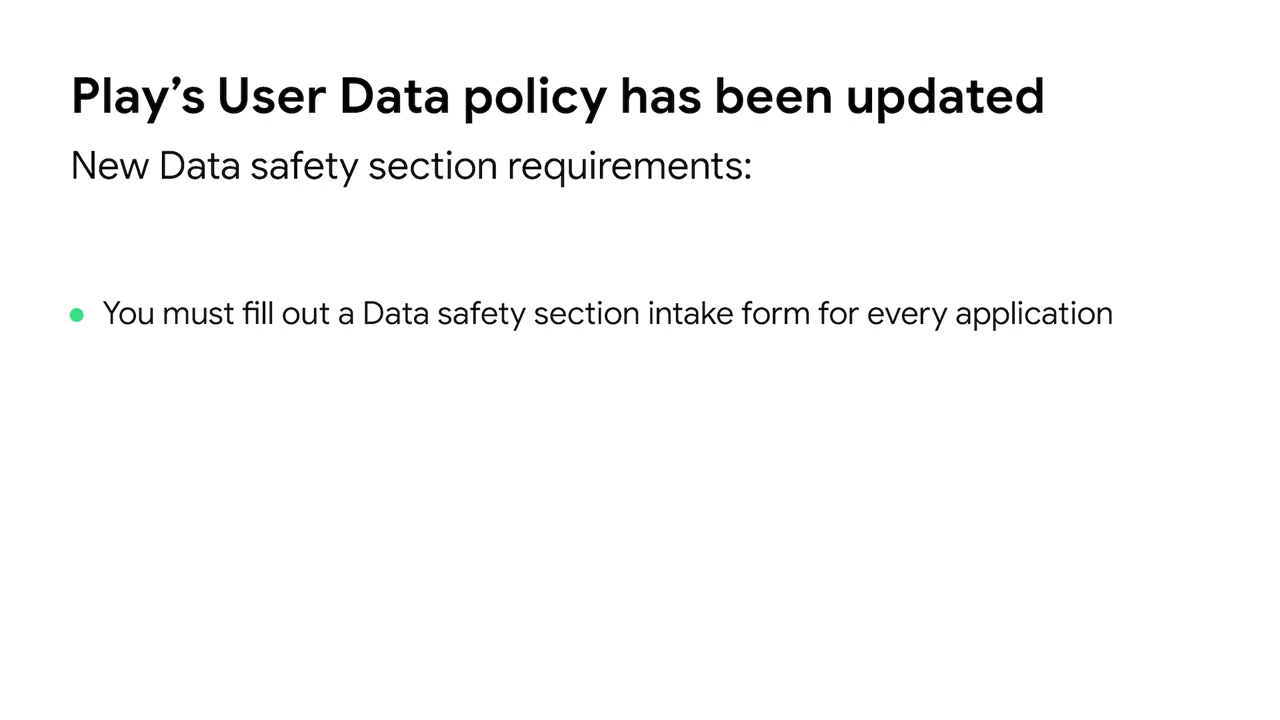 Play’s User Data policy has been updated
New Data safety section requirements:
You must fill out a Data safety section intake form for every application